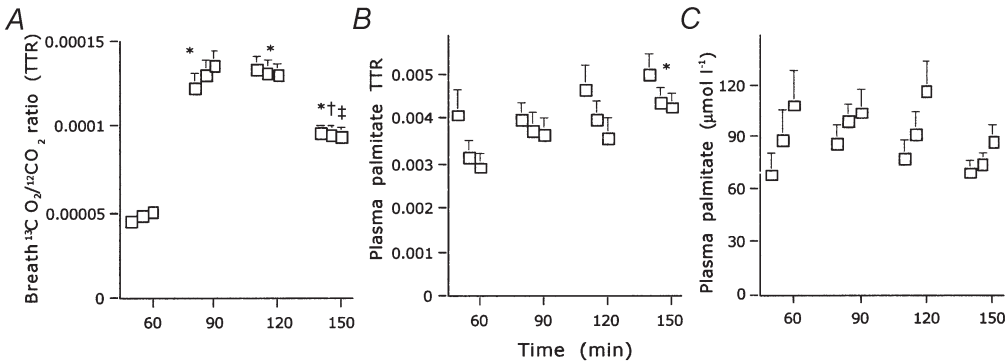 A
Breath ¹³CO₂/¹²CO₂ ratio (TTR)
0.00015
0.0001
0.00005
0
* * *†‡
60 90 120 150
B
Plasma palmitate TTR
0.005
0.004
0.003
0.002
0.001
0
*
60 90 120 150
Time (min)
C
Plasma palmitate (μmol l⁻¹)
120
90
60
30
0
60 90 120 150